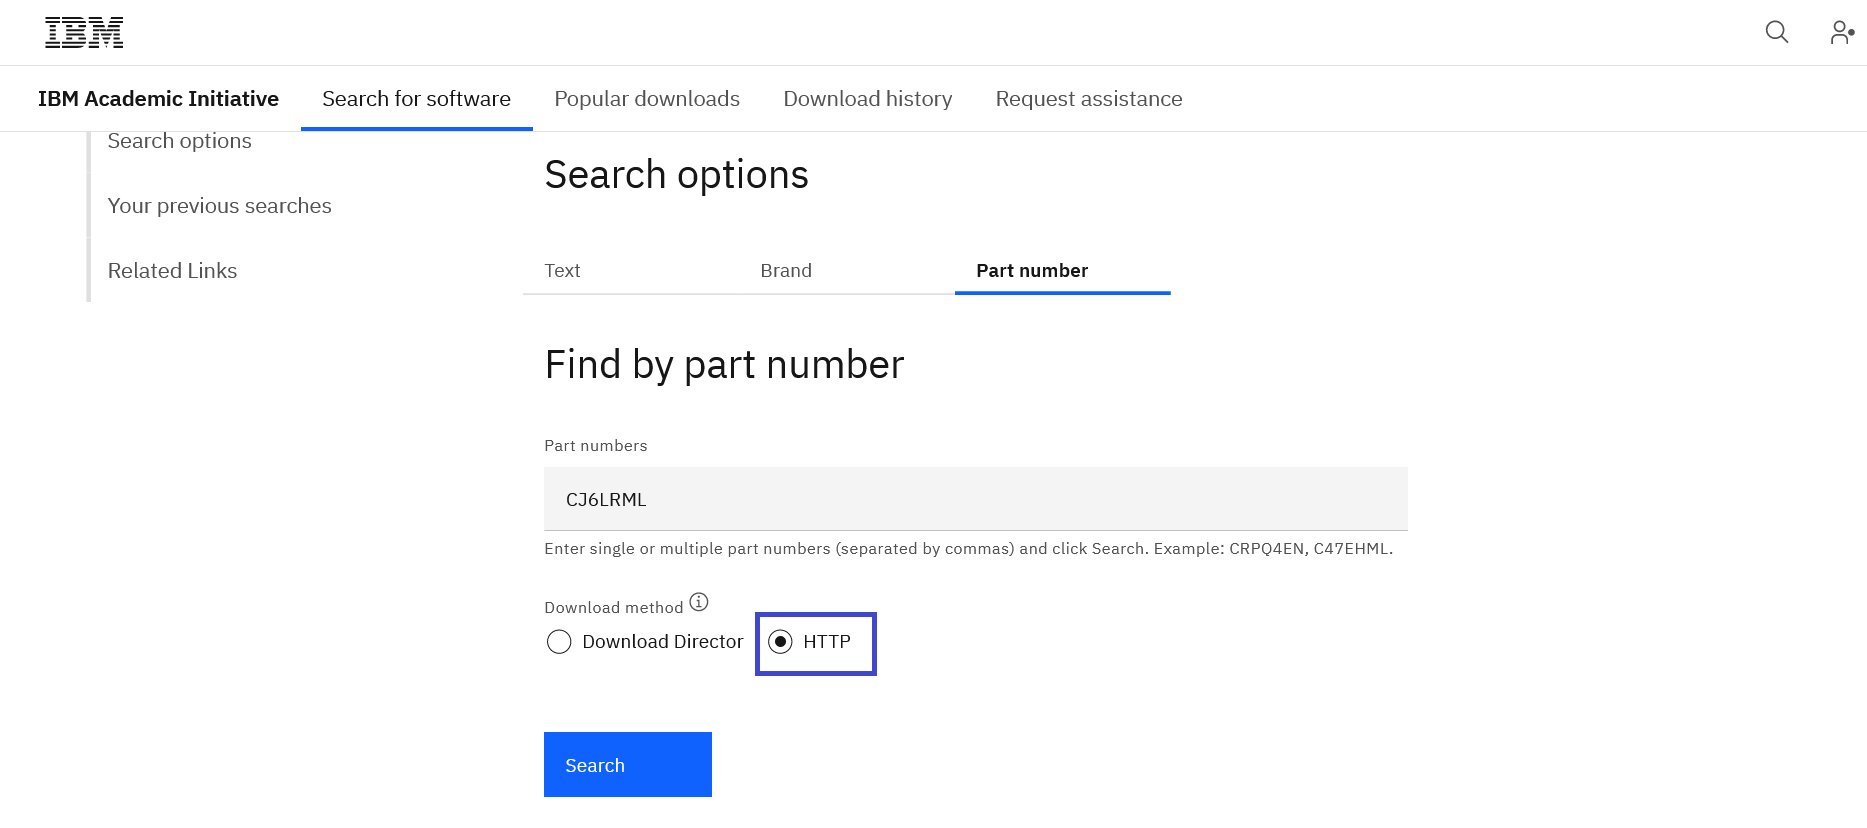 IBM
IBM Academic Initiative
Search for software
Popular downloads
Download history
Request assistance
Search options
Your previous searches
Related Links
Search options
Text
Brand
Part number
Find by part number
Part numbers
CJ6LRML
Enter single or multiple part numbers (separated by commas) and click Search. Example: CRPQ4EN, C47EHML.
Download method
Download Director
HTTP
Search